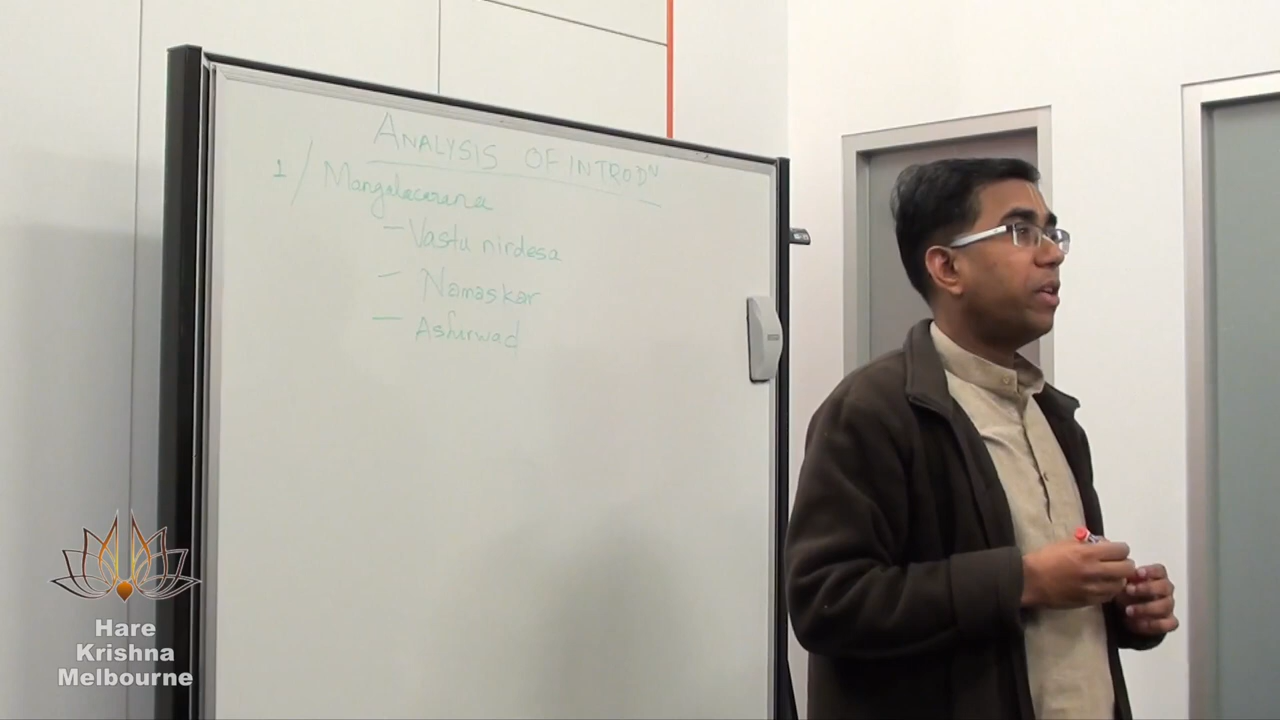 ANALYSIS OF INTRODN
1/ Mangalacarana
- Vastu nirdesa
- Namaskar
- Ashirwad
Hare
Krishna
Melbourne